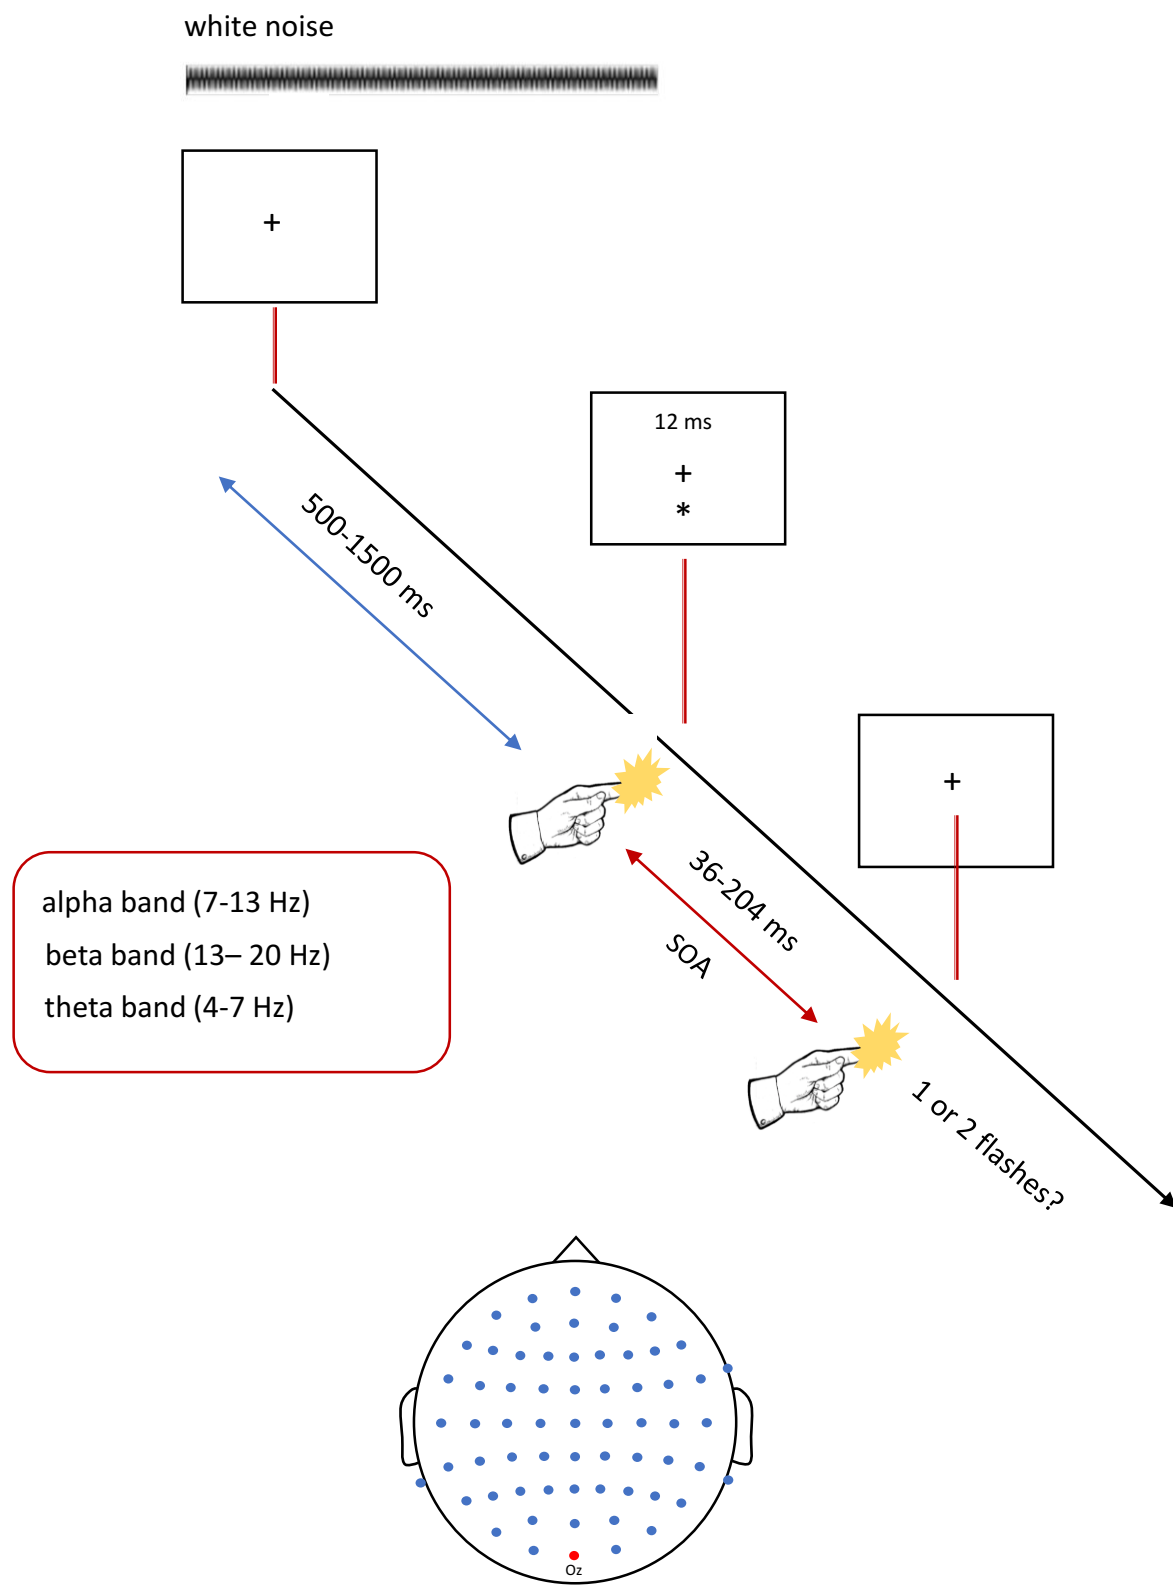 white noise
+
12 ms
+
*
500-1500 ms
+
36-204 ms
SOA
alpha band (7-13 Hz)
beta band (13– 20 Hz)
theta band (4-7 Hz)
1 or 2 flashes?
Oz